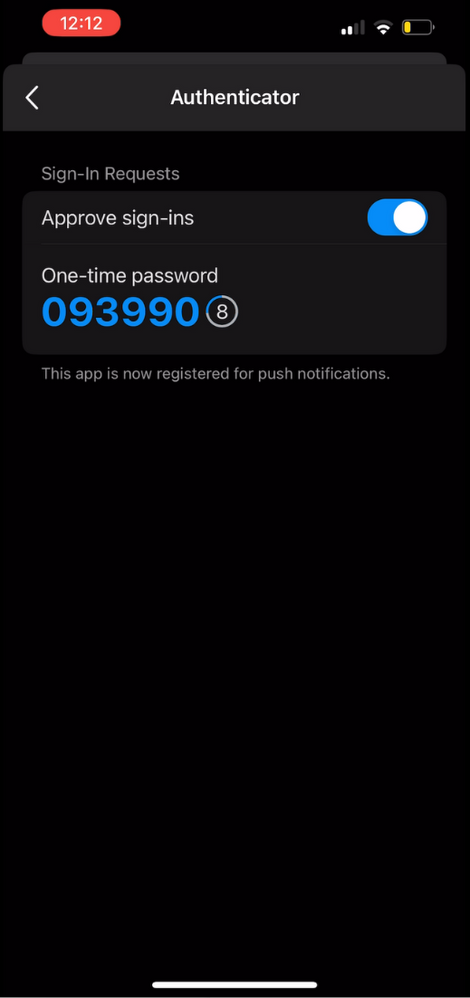 12:12
Authenticator
Sign-In Requests
Approve sign-ins
One-time password
093990 8
This app is now registered for push notifications.